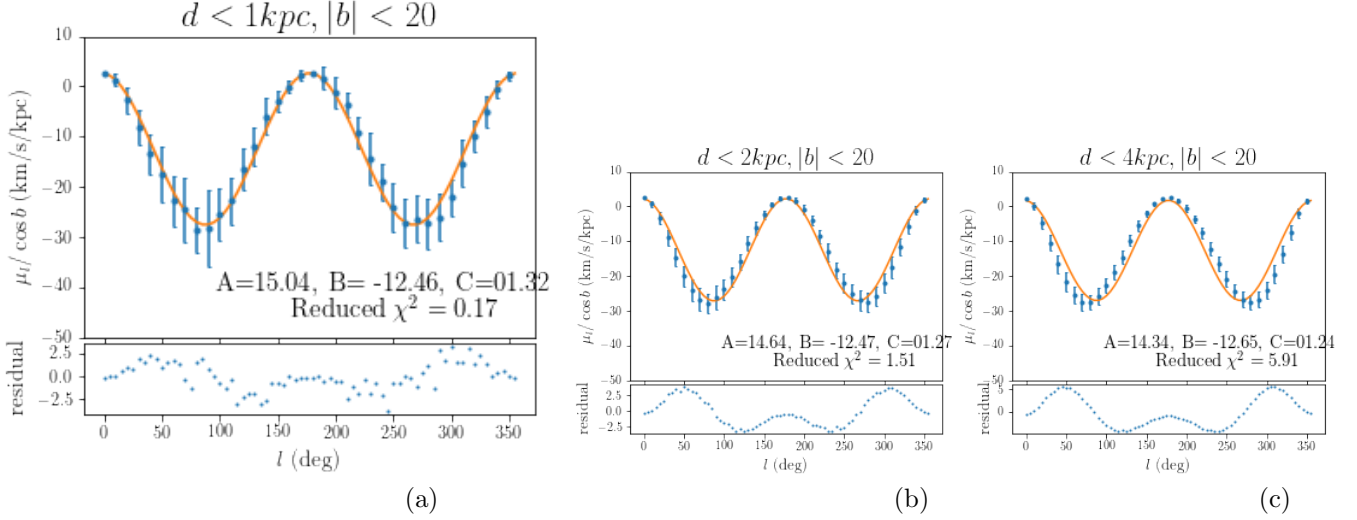 d < 1kpc, |b| < 20
10
0
−10
−20
−30
−40
−50
μl/ cos b (km/s/kpc)
A=15.04, B= -12.46, C=01.32
Reduced χ² = 0.17
2.5
0.0
−2.5
residual
0 50 100 150 200 250 300 350
l (deg)
(a)
d < 2kpc, |b| < 20
10
0
−10
−20
−30
−40
−50
μl/ cos b (km/s/kpc)
A=14.64, B= -12.47, C=01.27
Reduced χ² = 1.51
2.5
0.0
−2.5
residual
0 50 100 150 200 250 300 350
l (deg)
(b)
d < 4kpc, |b| < 20
10
0
−10
−20
−30
−40
−50
μl/ cos b (km/s/kpc)
A=14.34, B= -12.65, C=01.24
Reduced χ² = 5.91
5
0
residual
0 50 100 150 200 250 300 350
l (deg)
(c)